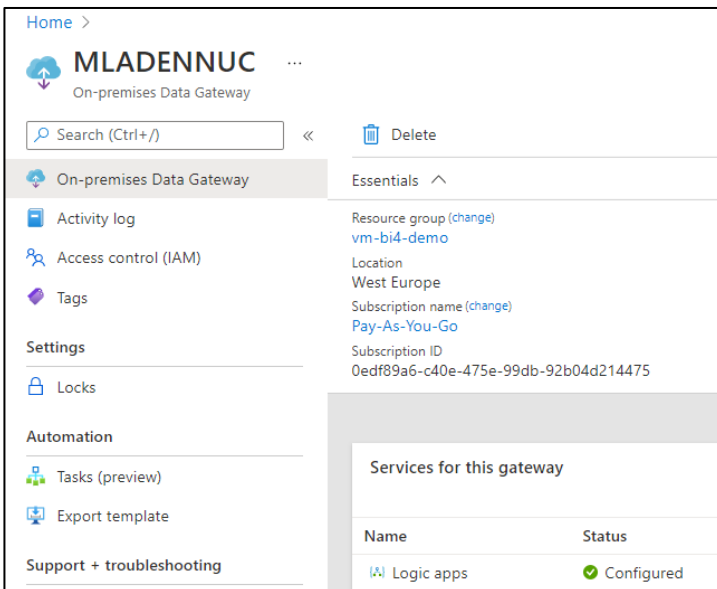 Home >
MLADENNUC ...
On-premises Data Gateway
Search (Ctrl+/) «
On-premises Data Gateway
Activity log
Access control (IAM)
Tags
Settings
Locks
Automation
Tasks (preview)
Export template
Support + troubleshooting
Delete
Essentials
Resource group (change)
vm-bi4-demo
Location
West Europe
Subscription name (change)
Pay-As-You-Go
Subscription ID
0edf89a6-c40e-475e-99db-92b04d214475
Services for this gateway
Name Status
Logic apps Configured